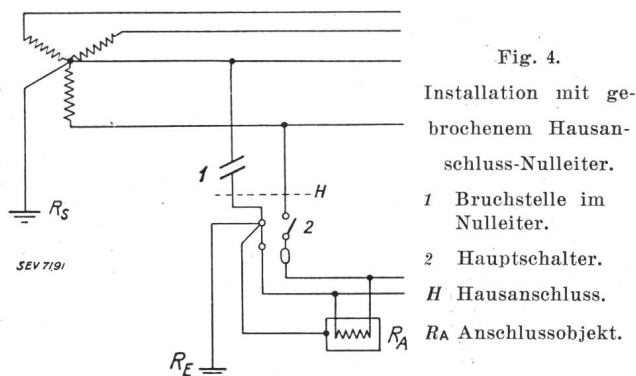 Fig. 4.
Installation mit ge-
brochenem Hausan-
schluss-Nulleiter.
1 Bruchstelle im
Nulleiter.
2 Hauptschalter.
H Hausanschluss.
RA Anschlussobjekt.
1
H
2
RS
SEV 7191
RE
RA